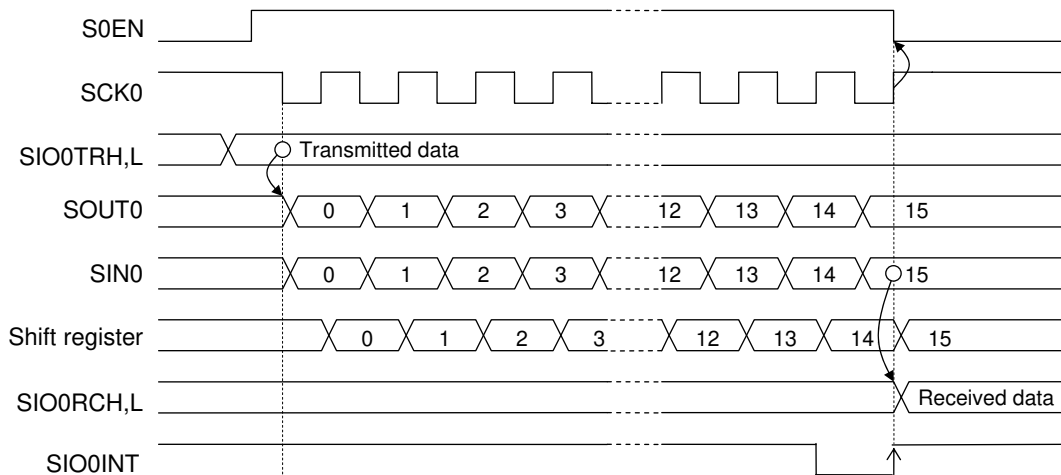 S0EN
SCK0
SIO0TRH,L Transmitted data
SOUT0 0 1 2 3 12 13 14 15
SIN0 0 1 2 3 12 13 14 15
Shift register 0 1 2 3 12 13 14 15
SIO0RCH,L Received data
SIO0INT